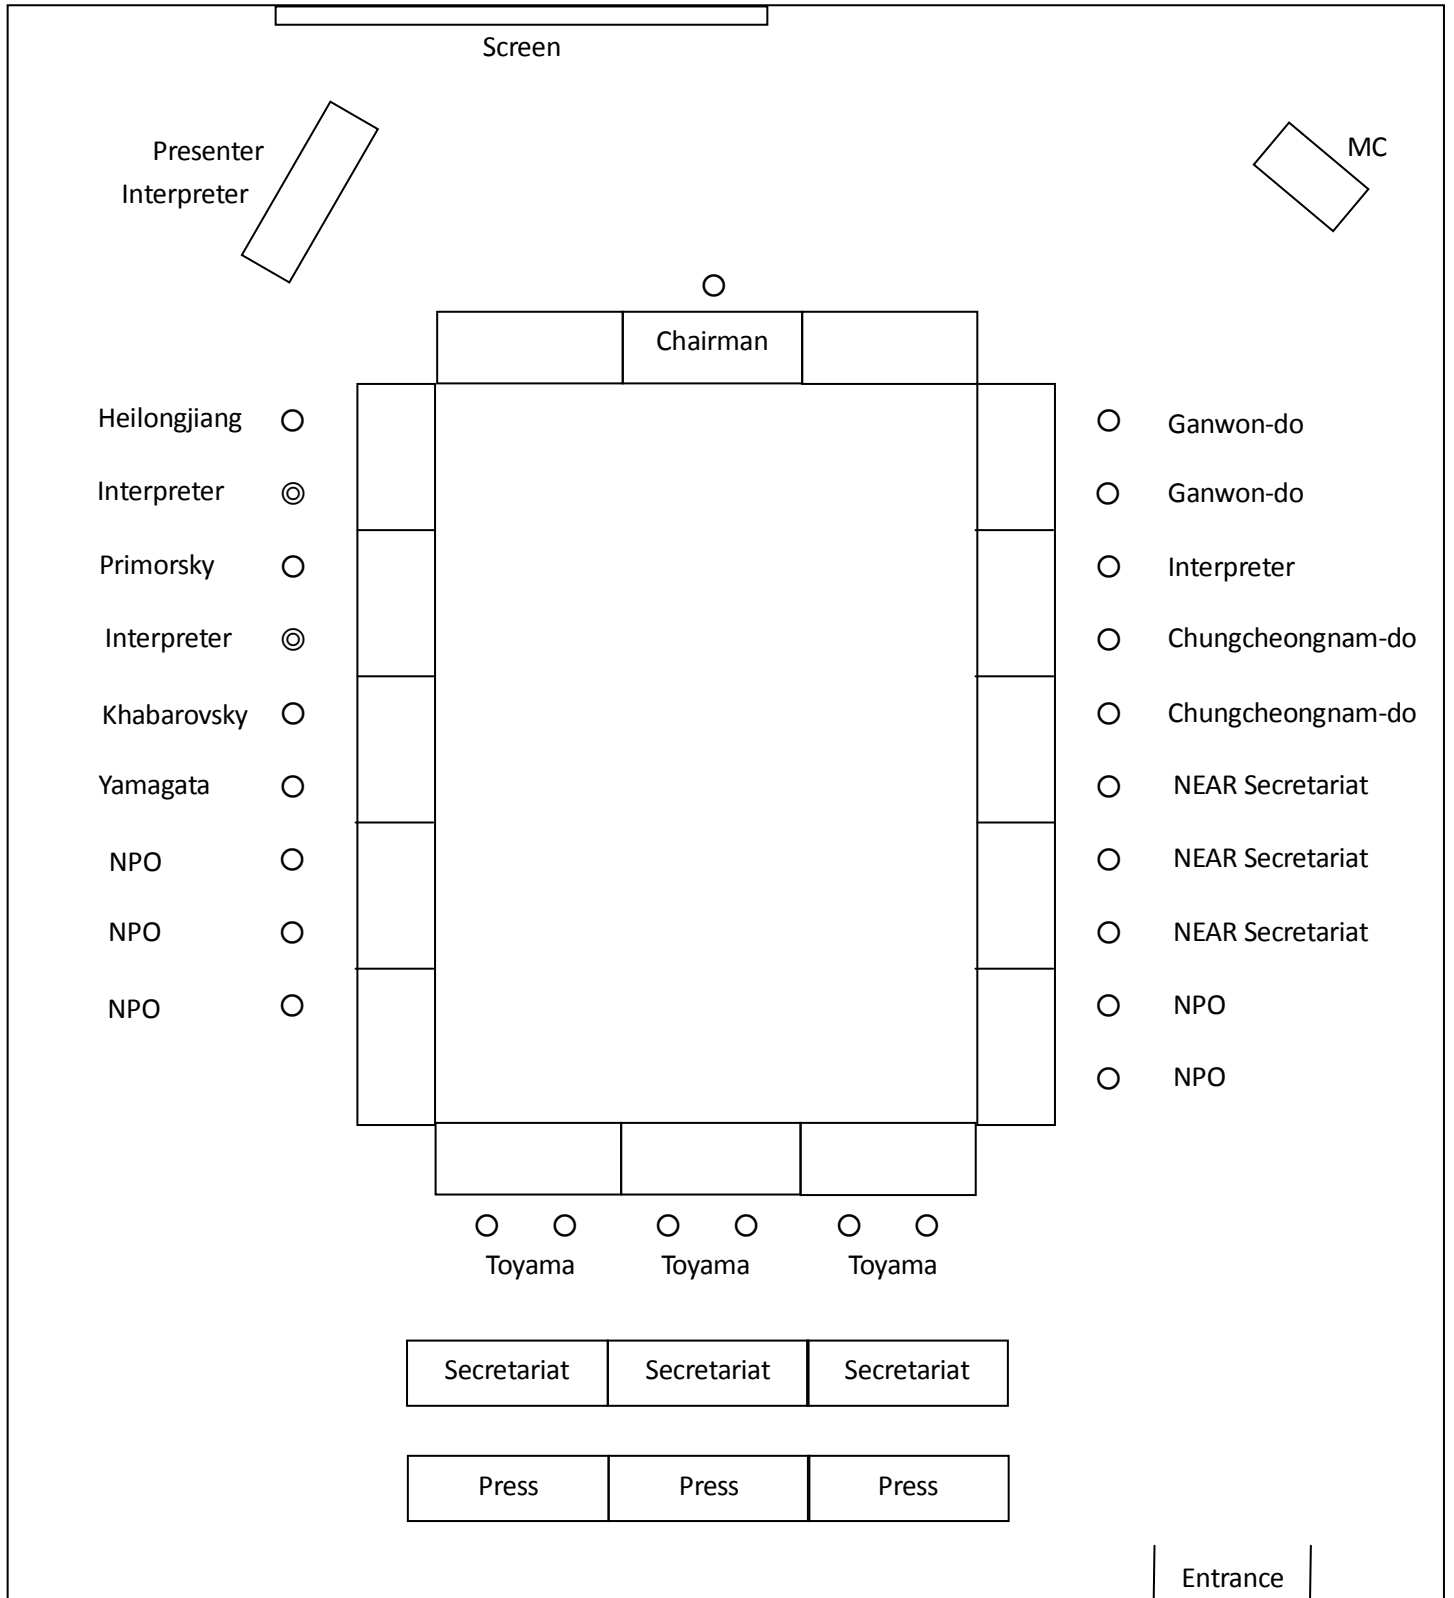 Screen
Presenter
Interpreter
MC
Chairman
Heilongjiang
Interpreter
Primorsky
Interpreter
Khabarovsky
Yamagata
NPO
NPO
NPO
Ganwon-do
Ganwon-do
Interpreter
Chungcheongnam-do
Chungcheongnam-do
NEAR Secretariat
NEAR Secretariat
NEAR Secretariat
NPO
NPO
Toyama Toyama Toyama
Secretariat Secretariat Secretariat
Press Press Press
Entrance